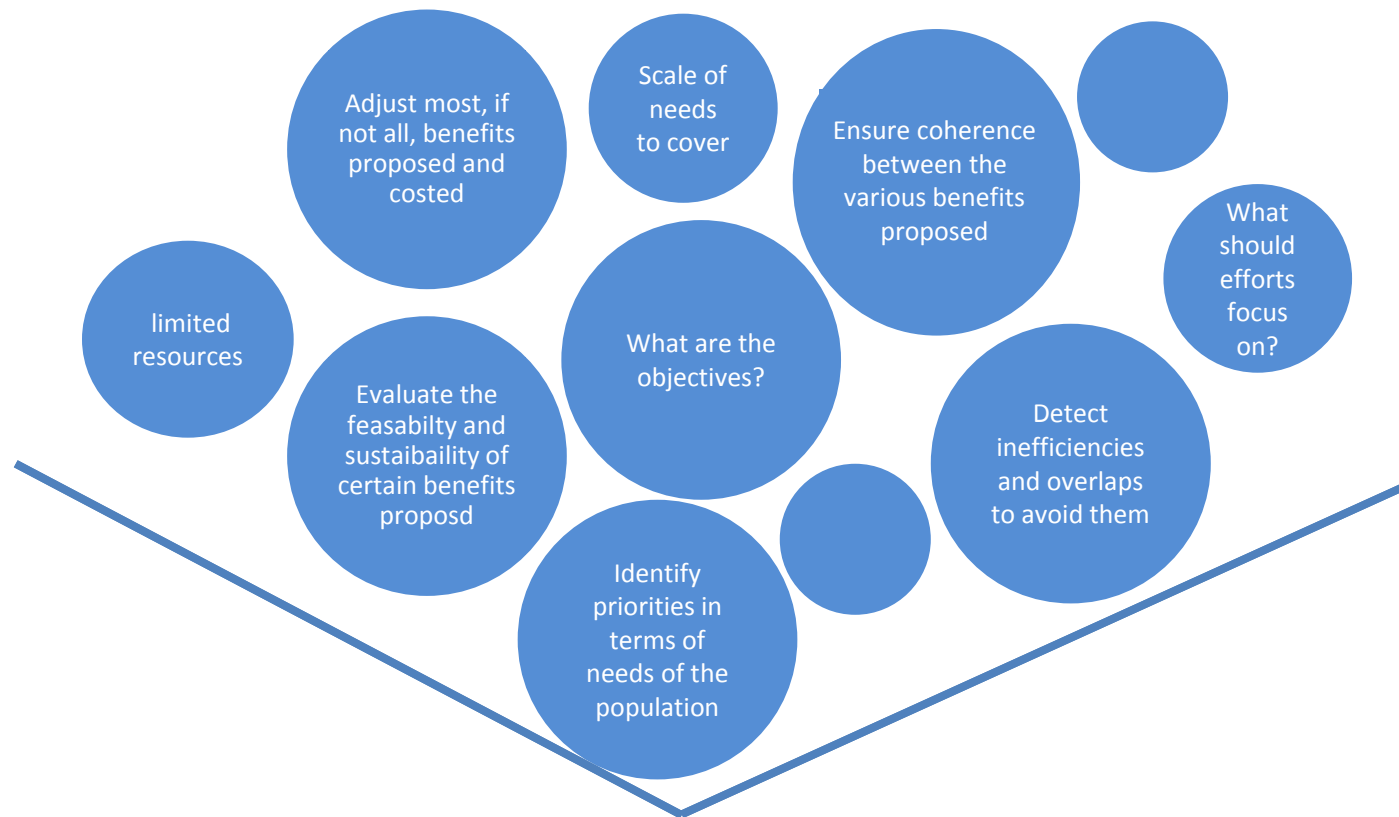 Adjust most, if
not all, benefits
proposed and
costed
Scale of
needs
to cover
Ensure coherence
between the
various benefits
proposed
What
should
efforts
focus
on?
limited
resources
What are the
objectives?
Evaluate the
feasabilty and
sustaibaility of
certain benefits
proposd
Detect
inefficiencies
and overlaps
to avoid them
Identify
priorities in
terms of
needs of the
population